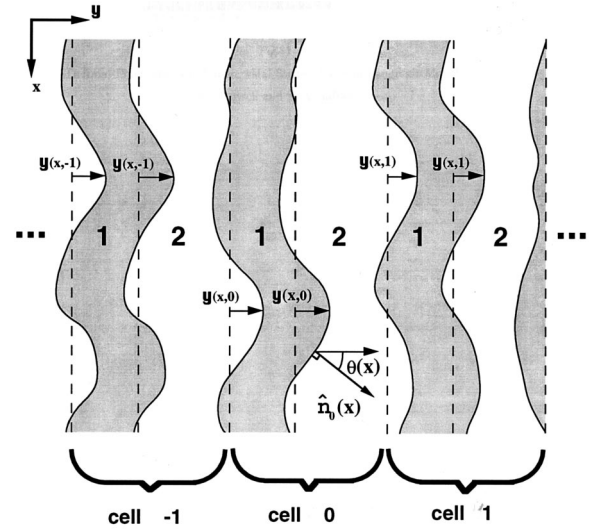 y
x
y(x,-1) y(x,-1) y(x,1) y(x,1)
... 1 2 1 2 1 2 ...
y(x,0) y(x,0)
θ(x)
n̂₀(x)
cell -1 cell 0 cell 1